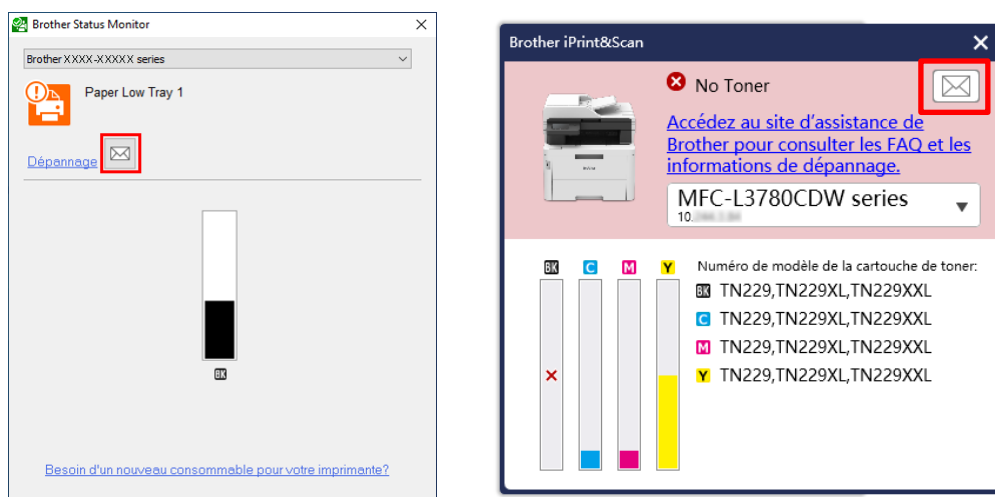 Brother Status Monitor
Brother XXXX-XXXXX series
Paper Low Tray 1
Dépannage
BK
Besoin d'un nouveau consommable pour votre imprimante?
Brother iPrint&Scan
No Toner
Accédez au site d'assistance de
Brother pour consulter les FAQ et les
informations de dépannage.
MFC-L3780CDW series
10.
BK C M Y
Numéro de modèle de la cartouche de toner:
BK TN229,TN229XL,TN229XXL
C TN229,TN229XL,TN229XXL
M TN229,TN229XL,TN229XXL
Y TN229,TN229XL,TN229XXL